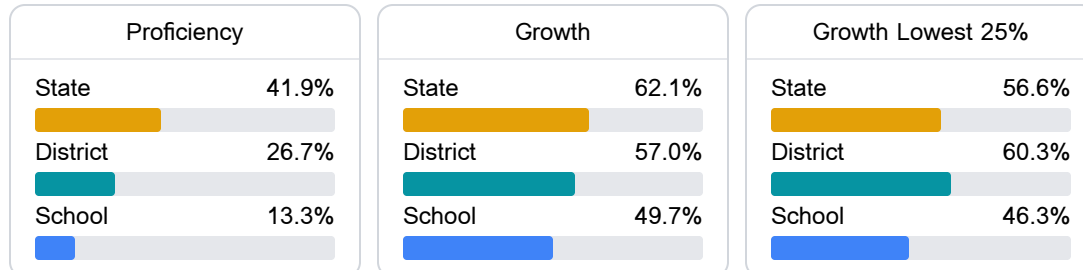 Proficiency
State 41.9%
District 26.7%
School 13.3%
Growth
State 62.1%
District 57.0%
School 49.7%
Growth Lowest 25%
State 56.6%
District 60.3%
School 46.3%